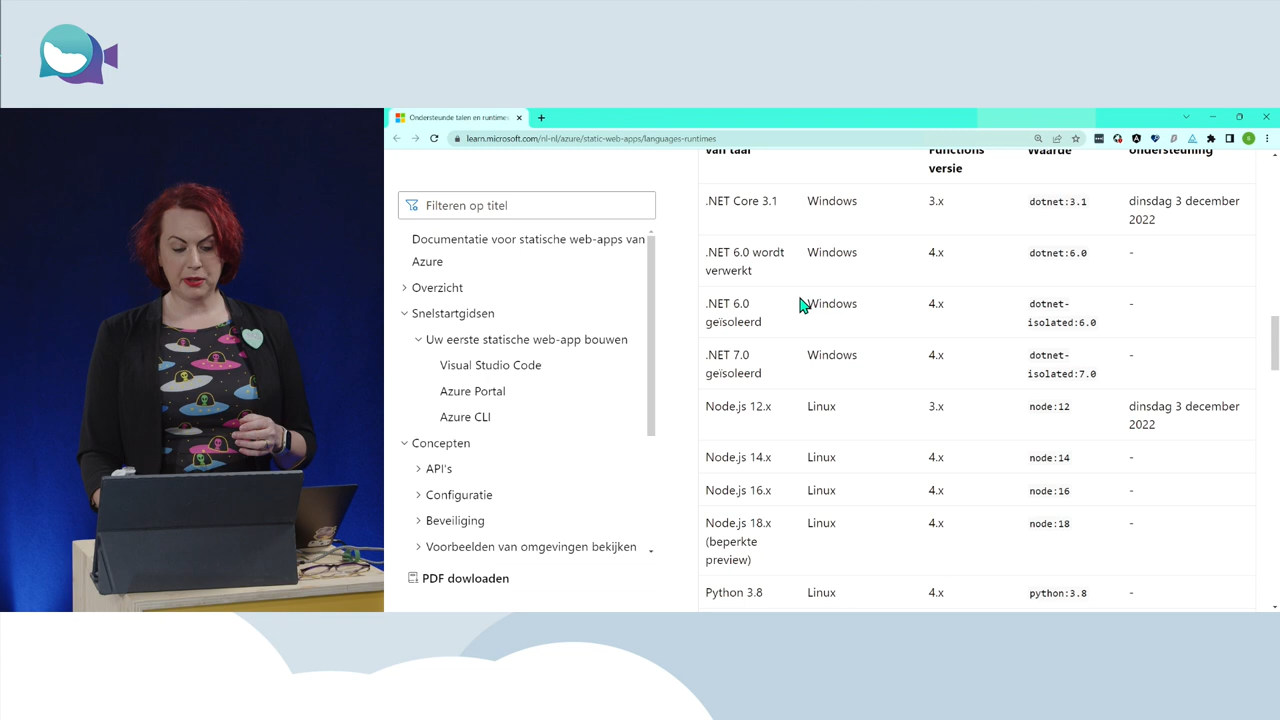 Ondersteunde talen en runtimes
learn.microsoft.com/nl-nl/azure/static-web-apps/languages-runtimes
Filteren op titel
Documentatie voor statische web-apps van
Azure
Overzicht
Snelstartgidsen
Uw eerste statische web-app bouwen
Visual Studio Code
Azure Portal
Azure CLI
Concepten
API's
Configuratie
Beveiliging
Voorbeelden van omgevingen bekijken
PDF dowloaden
van taal Functions Waarde ondersteuning
versie
.NET Core 3.1 Windows 3.x dotnet:3.1 dinsdag 3 december
2022
.NET 6.0 wordt Windows 4.x dotnet:6.0 -
verwerkt
.NET 6.0 Windows 4.x dotnet- -
geïsoleerd isolated:6.0
.NET 7.0 Windows 4.x dotnet- -
geïsoleerd isolated:7.0
Node.js 12.x Linux 3.x node:12 dinsdag 3 december
2022
Node.js 14.x Linux 4.x node:14 -
Node.js 16.x Linux 4.x node:16 -
Node.js 18.x Linux 4.x node:18 -
(beperkte
preview)
Python 3.8 Linux 4.x python:3.8 -